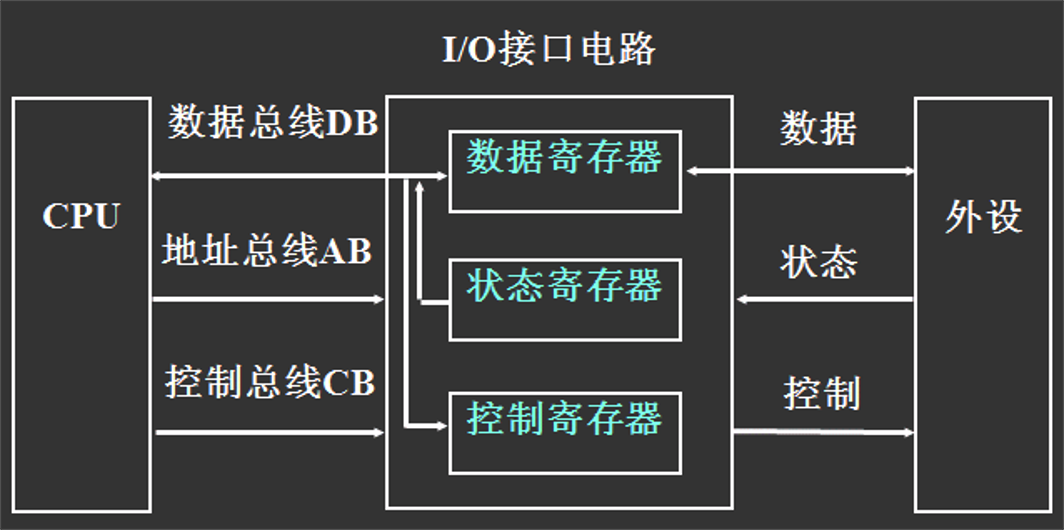 I/O接口电路
数据总线DB
数据寄存器
数据
CPU
外设
地址总线AB
状态寄存器
状态
控制总线CB
控制寄存器
控制